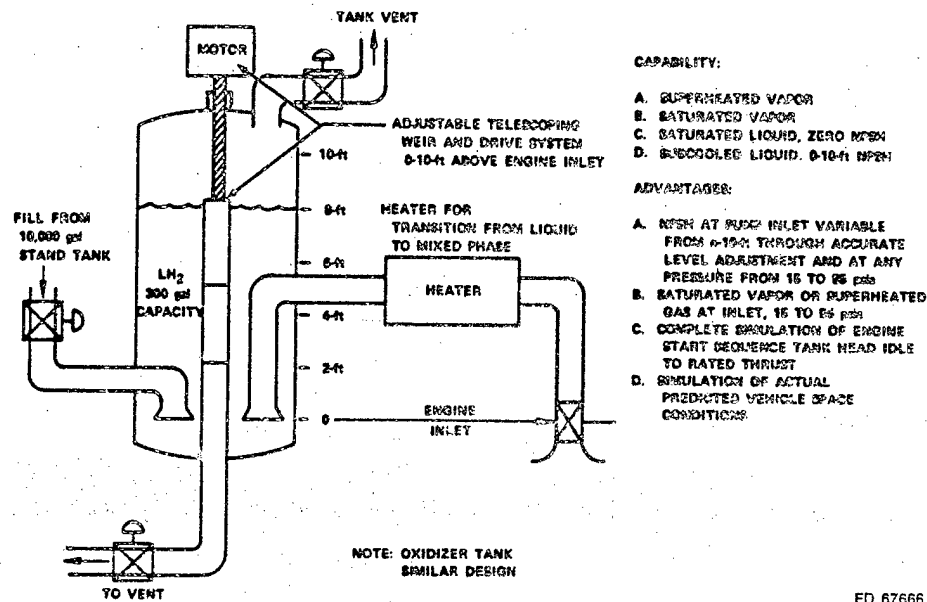 TANK VENT
MOTOR
ADJUSTABLE TELESCOPING
WEIR AND DRIVE SYSTEM
0-10-ft ABOVE ENGINE INLET
10-ft
8-ft
6-ft
4-ft
2-ft
0
FILL FROM
10,000 gal
STAND TANK
LH2
300 gal
CAPACITY
HEATER FOR
TRANSITION FROM LIQUID
TO MIXED PHASE
HEATER
ENGINE
INLET
TO VENT
NOTE: OXIDIZER TANK
SIMILAR DESIGN
CAPABILITY:
A. SUPERHEATED VAPOR
B. SATURATED VAPOR
C. SATURATED LIQUID, ZERO NPSH
D. SUBCOOLED LIQUID. 0-10-ft NPSH
ADVANTAGES:
A. NPSH AT PUMP INLET VARIABLE
FROM 0-10-ft THROUGH ACCURATE
LEVEL ADJUSTMENT AND AT ANY
PRESSURE FROM 16 TO psia
B. SATURATED VAPOR OR SUPERHEATED
GAS AT INLET, 16 TO psia
C. COMPLETE SIMULATION OF ENGINE
START SEQUENCE TANK HEAD IDLE
TO RATED THRUST
D. SIMULATION OF ACTUAL
PREDICTED VEHICLE SPACE
CONDITIONS
FD 67666